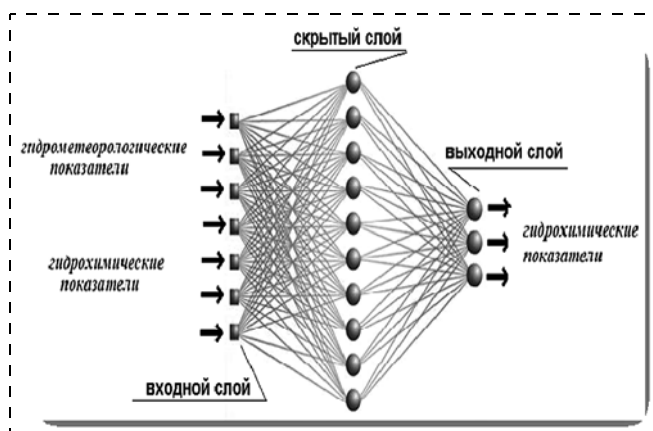 скрытый слой
гидрометеорологические
показатели
выходной слой
гидрохимические
показатели
гидрохимические
показатели
входной слой